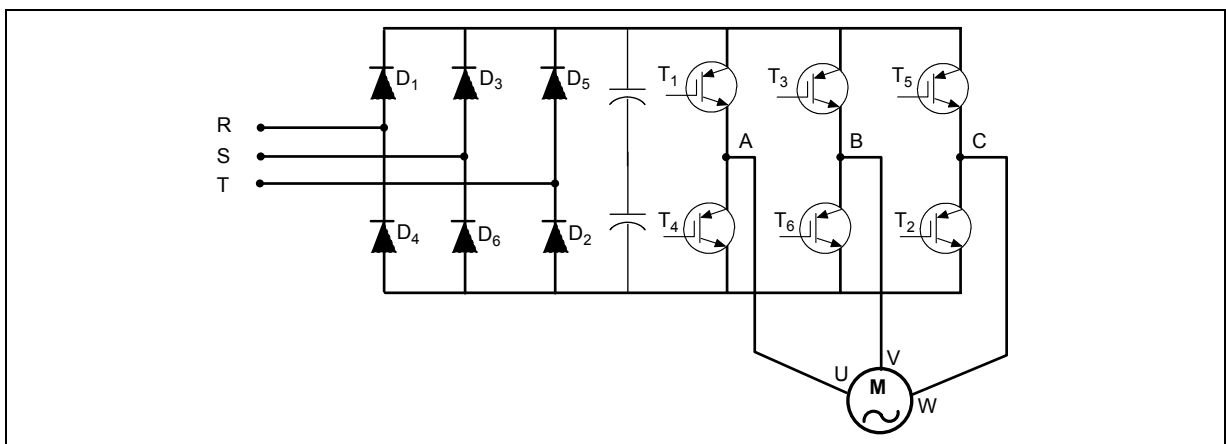 D1 D3 D5 T1 T3 T5
R
S
T
A B C
D4 D6 D2 T4 T6 T2
U V W
M